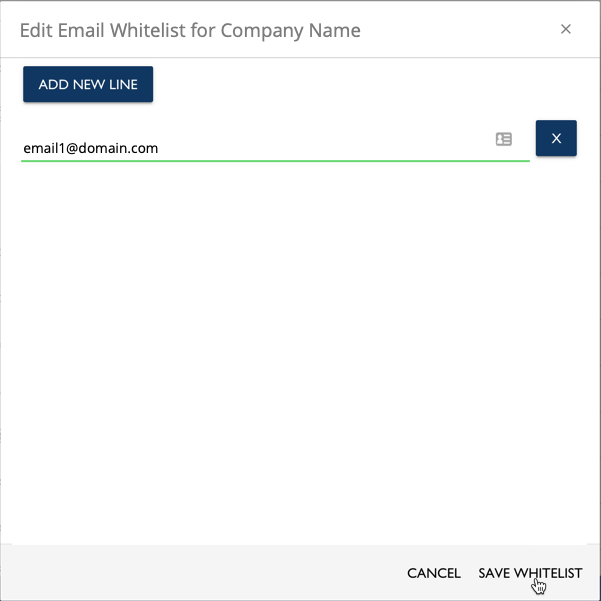 Edit Email Whitelist for Company Name ×
ADD NEW LINE
email1@domain.com X
CANCEL SAVE WHITELIST